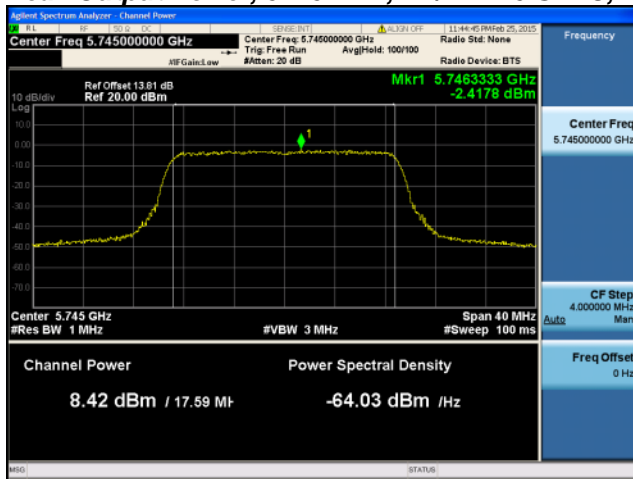 Agilent Spectrum Analyzer - Channel Power
RL RF 50 Ω DC SENSE:INT ALIGN OFF 11:44:45 PM Feb 25, 2015
Center Freq 5.745000000 GHz
Center Freq: 5.745000000 GHz
Radio Std: None
Trig: Free Run Avg|Hold: 100/100
#IFGain:Low #Atten: 20 dB Radio Device: BTS
Frequency
Mkr1 5.7463333 GHz
-2.4178 dBm
Ref Offset 13.81 dB
10 dB/div Ref 20.00 dBm
Log
10.0
0.00
-10.0
-20.0
-30.0
-40.0
-50.0
-60.0
-70.0
1
Center 5.745 GHz Span 40 MHz
#Res BW 1 MHz #VBW 3 MHz #Sweep 100 ms
Channel Power Power Spectral Density
8.42 dBm / 17.59 MH -64.03 dBm /Hz
Center Freq
5.745000000 GHz
CF Step
4.000000 MHz
Auto Man
Freq Offset
0 Hz
MSG STATUS